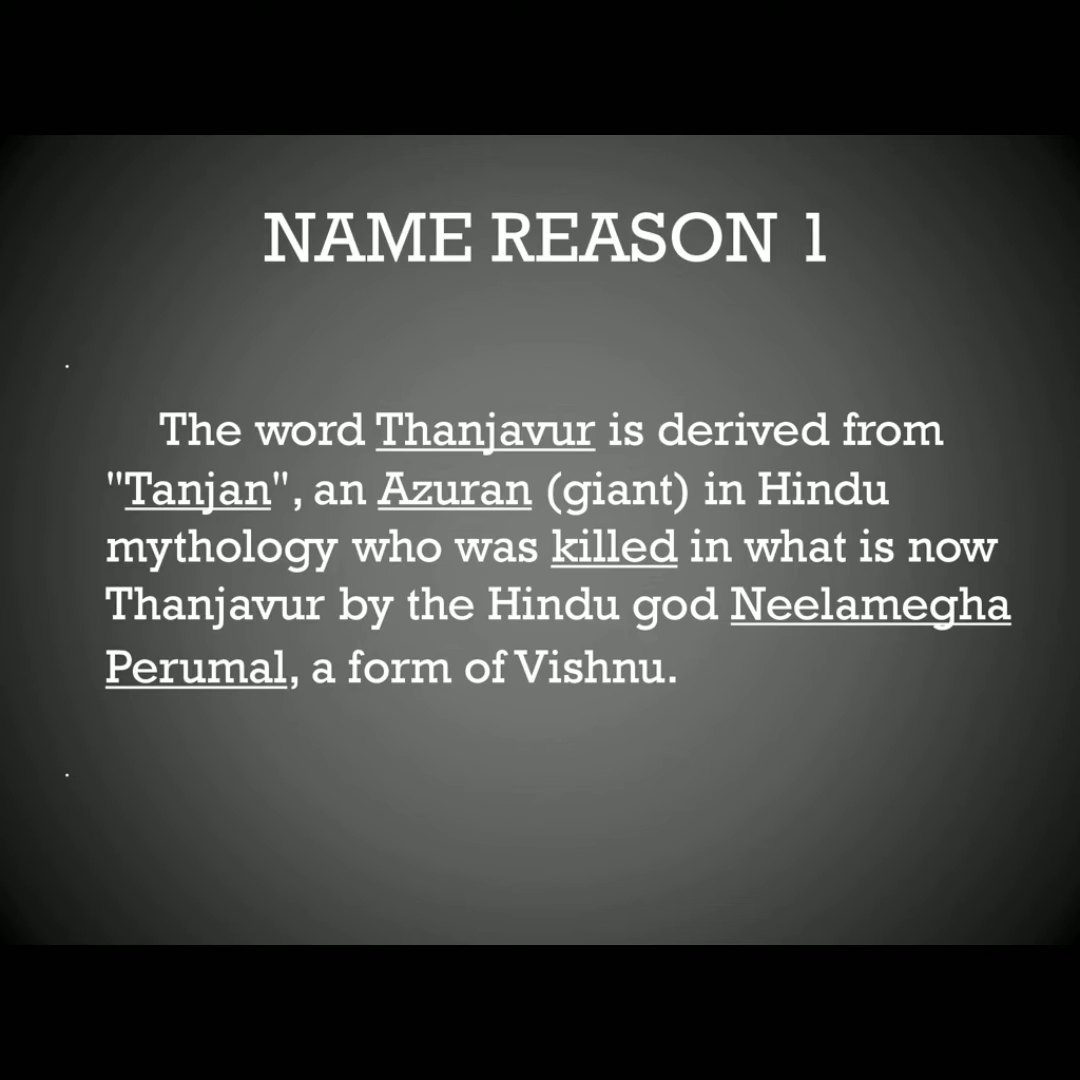 NAME REASON 1
The word Thanjavur is derived from
"Tanjan", an Azuran (giant) in Hindu
mythology who was killed in what is now
Thanjavur by the Hindu god Neelamegha
Perumal, a form of Vishnu.